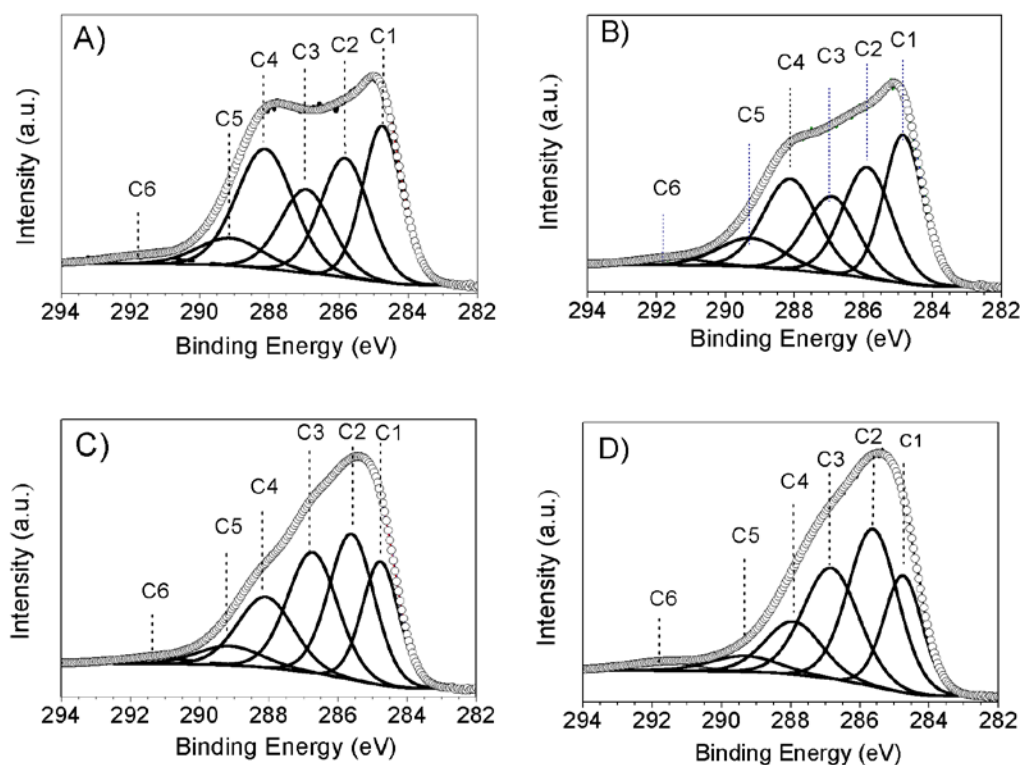 A)
C6
C5
C4
C3
C2
C1
Intensity (a.u.)
294 292 290 288 286 284 282
Binding Energy (eV)
B)
C6
C5
C4
C3
C2
C1
Intensity (a.u.)
294 292 290 288 286 284 282
Binding Energy (eV)
C)
C6
C5
C4
C3
C2
C1
Intensity (a.u.)
294 292 290 288 286 284 282
Binding Energy (eV)
D)
C6
C5
C4
C3
C2
C1
Intensity (a.u.)
294 292 290 288 286 284 282
Binding Energy (eV)